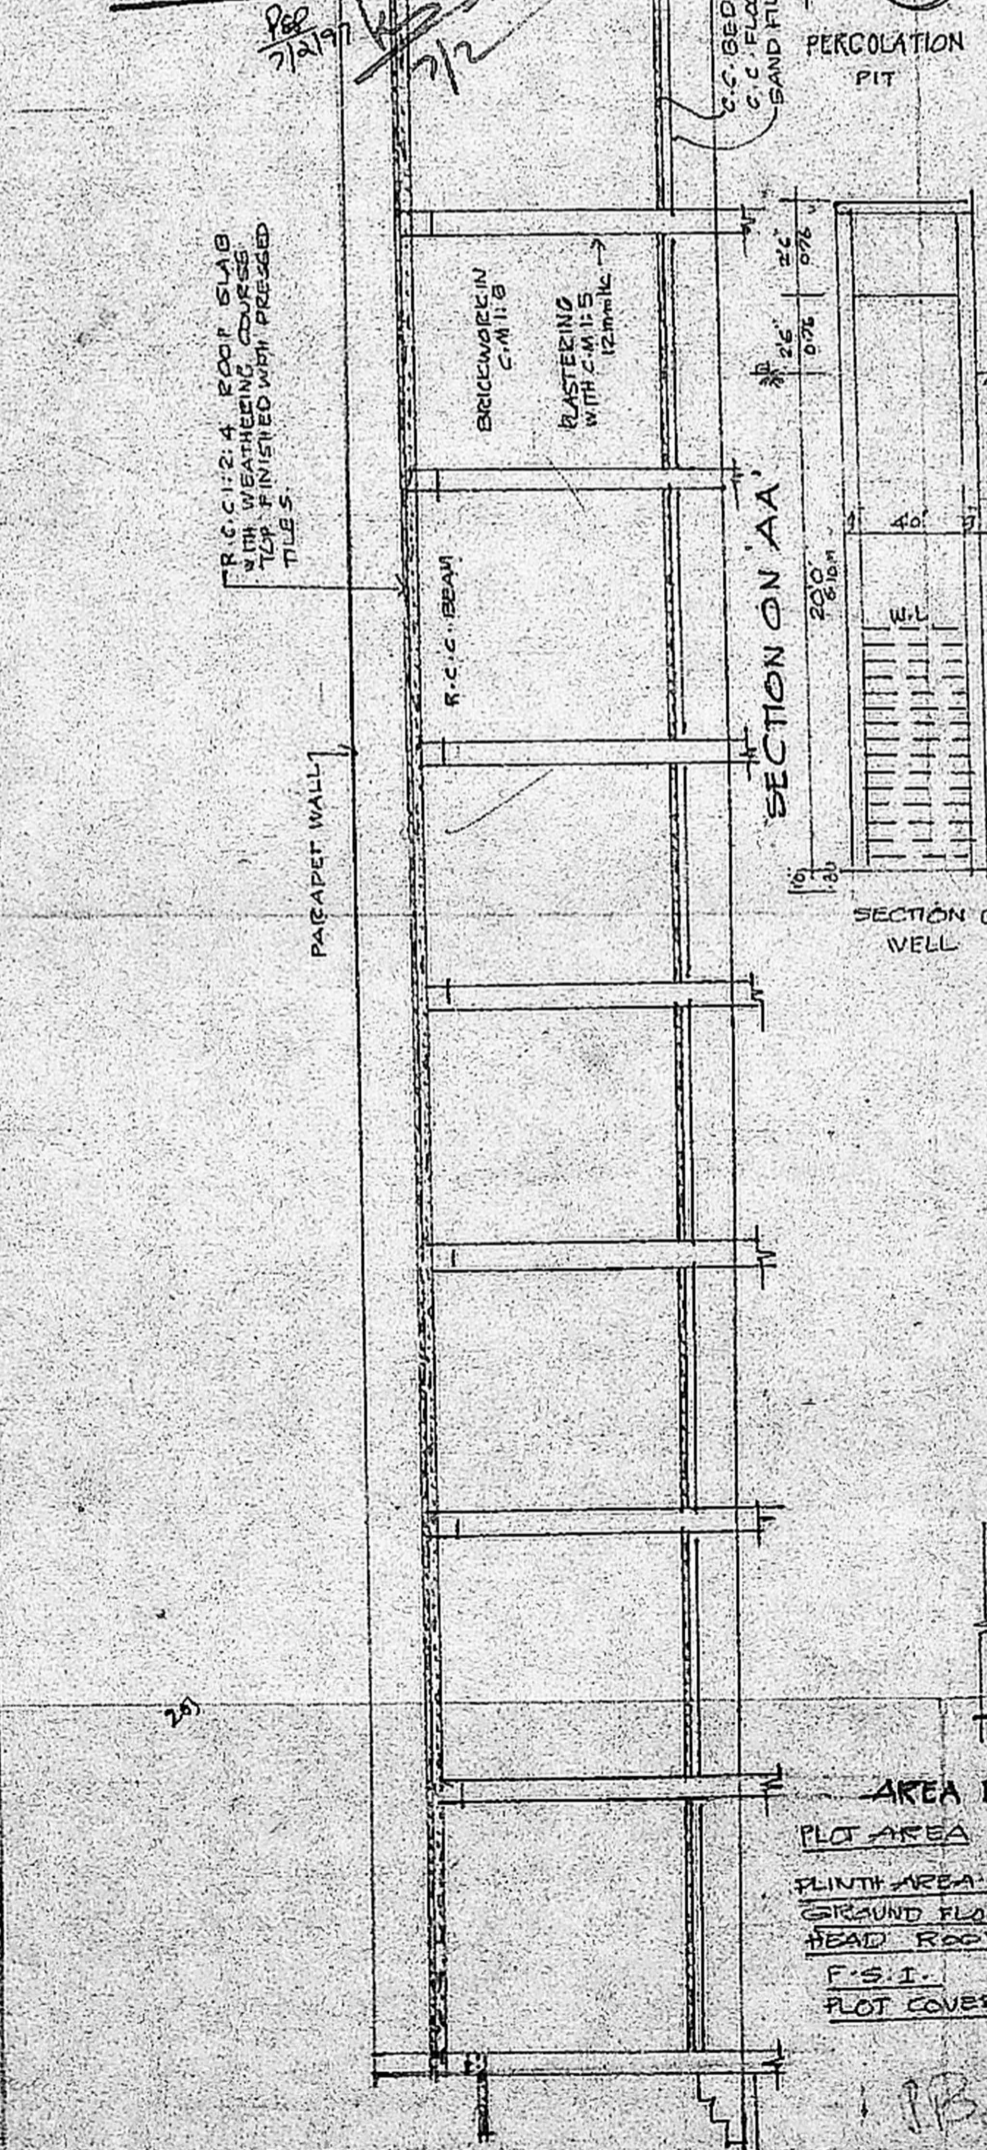 7/2/97
7/2
C.C. BED
C.C FLO
SAND FIL
PERCOLATION
PIT
R.C.C 1:2:4 ROOF SLAB
WITH WEATHERING COURSE
TOP FINISHED WITH PRESSED
TILES.
BRICKWORK IN
C.M 1:6
PLASTERING
WITH C.M 1:5
12mm tk
R.C.C. BEAM
PARAPET WALL
SECTION ON 'AA'
2'6"
0.76
2'6"
0.76
4'0"
20'0"
6.10M
W.L
SECTION O
WELL
AREA
PLOT AREA
PLINTH AREA
GROUND FLO
HEAD ROO
F.S.I.
PLOT COVE